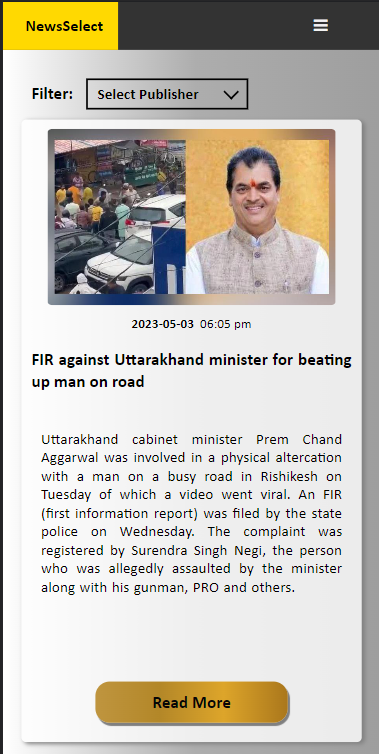 NewsSelect
Filter: Select Publisher
2023-05-03 06:05 pm
FIR against Uttarakhand minister for beating
up man on road
Uttarakhand cabinet minister Prem Chand
Aggarwal was involved in a physical altercation
with a man on a busy road in Rishikesh on
Tuesday of which a video went viral. An FIR
(first information report) was filed by the state
police on Wednesday. The complaint was
registered by Surendra Singh Negi, the person
who was allegedly assaulted by the minister
along with his gunman, PRO and others.
Read More